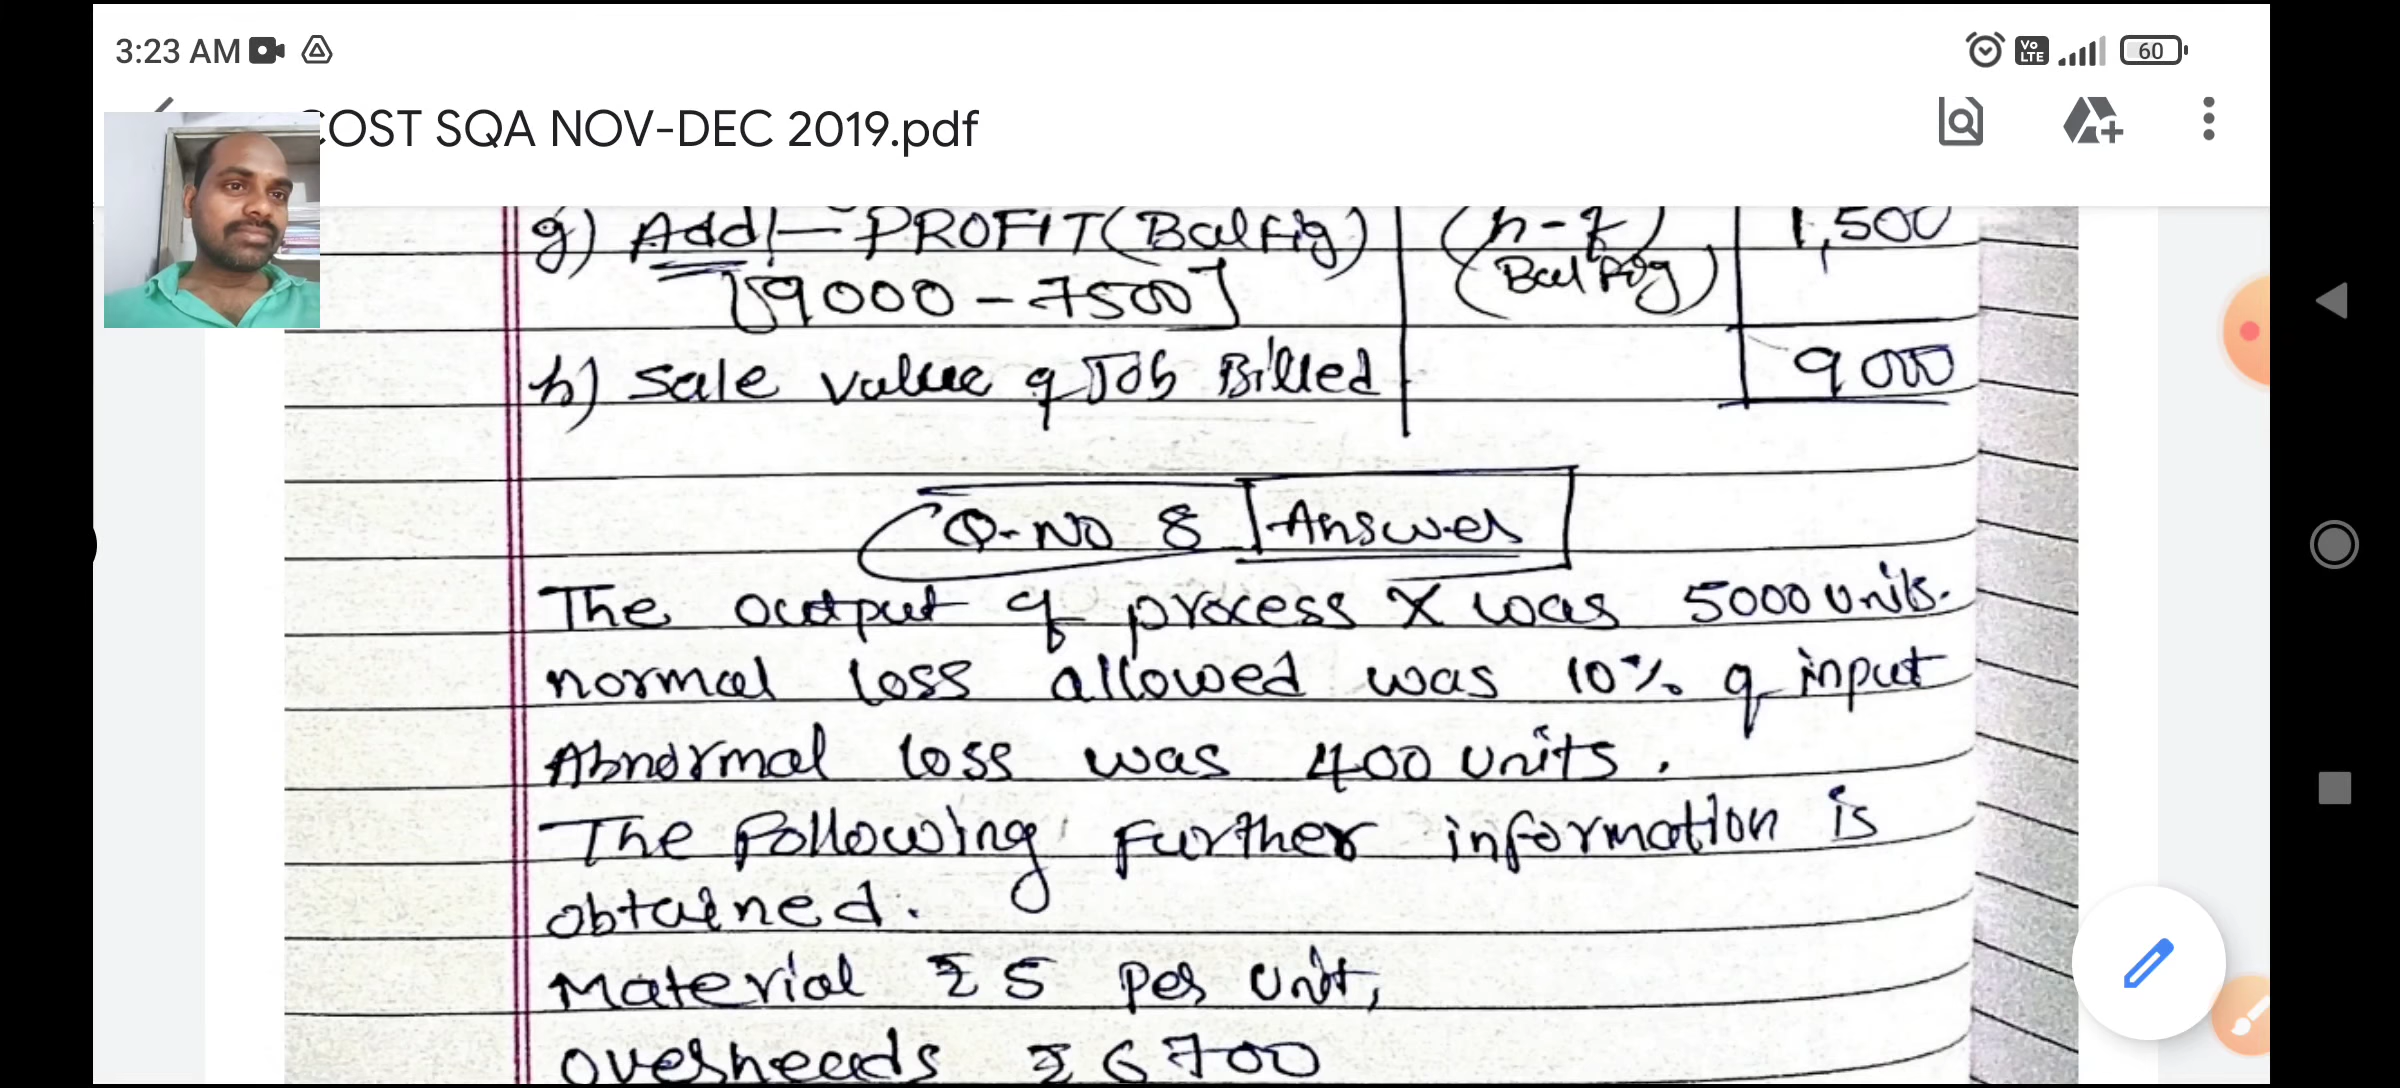 3:23 AM
Vo LTE
60
COST SQA NOV-DEC 2019.pdf
g) Add:- PROFIT (Bal Fig) (h-f) 1,500
[9000-7500] (Bal Fig)
h) Sale value of Job Billed 9000
Q-NO 8 Answer
The output of process X was 5000 units.
normal loss allowed was 10% of input
Abnormal loss was 400 units.
The Following further information is
obtained.
Material ₹ 5 per unit,
overheads ₹ 6700